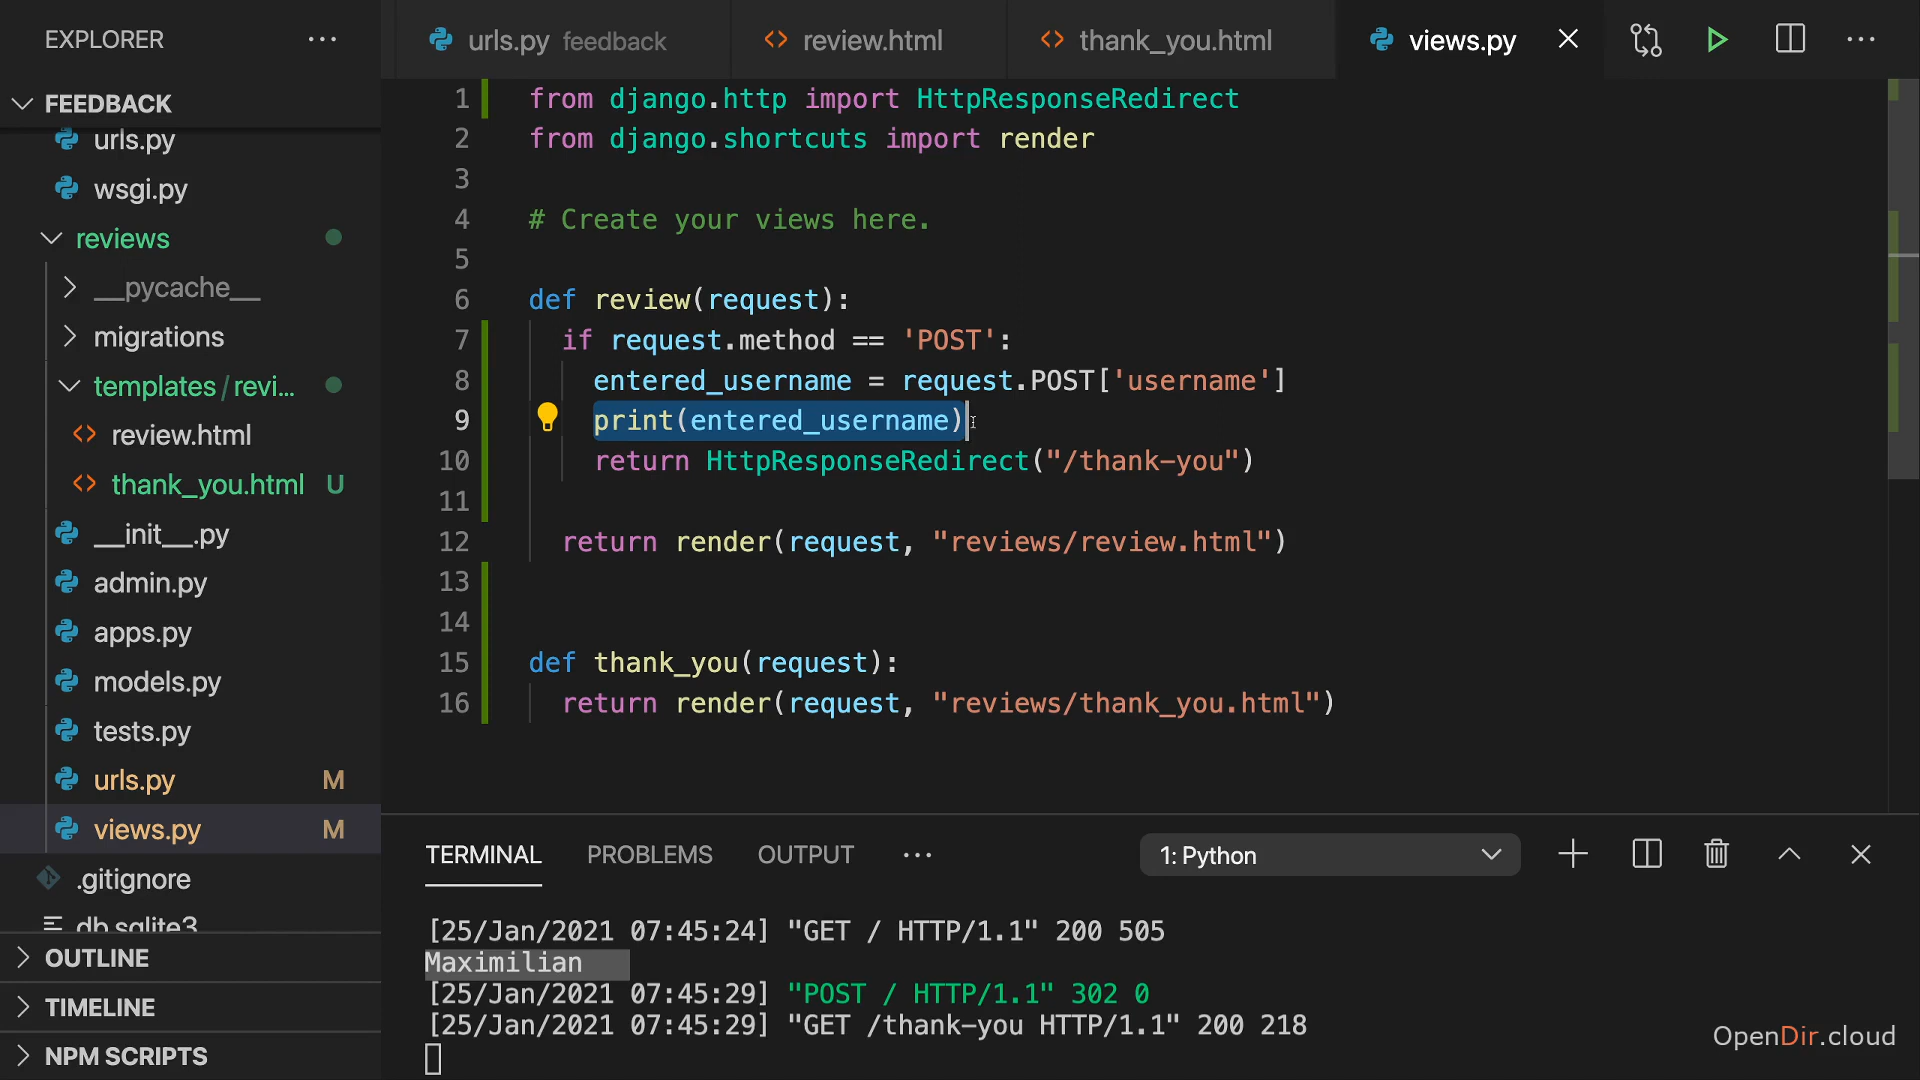 EXPLORER
FEEDBACK
urls.py
wsgi.py
reviews
__pycache__
migrations
templates/revi...
review.html
thank_you.html U
__init__.py
admin.py
apps.py
models.py
tests.py
urls.py M
views.py M
.gitignore
db.sqlite3
OUTLINE
TIMELINE
NPM SCRIPTS
urls.py feedback review.html thank_you.html views.py
1 from django.http import HttpResponseRedirect
2 from django.shortcuts import render
3
4 # Create your views here.
5
6 def review(request):
7 if request.method == 'POST':
8 entered_username = request.POST['username']
9 print(entered_username)
10 return HttpResponseRedirect("/thank-you")
11
12 return render(request, "reviews/review.html")
13
14
15 def thank_you(request):
16 return render(request, "reviews/thank_you.html")
TERMINAL PROBLEMS OUTPUT ... 1: Python
[25/Jan/2021 07:45:24] "GET / HTTP/1.1" 200 505
Maximilian
[25/Jan/2021 07:45:29] "POST / HTTP/1.1" 302 0
[25/Jan/2021 07:45:29] "GET /thank-you HTTP/1.1" 200 218
OpenDir.cloud